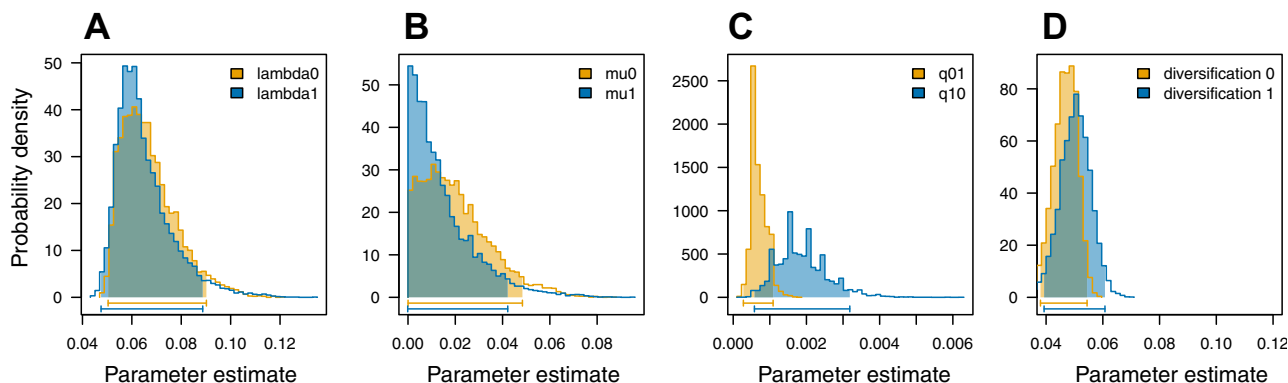 A
B
C
D
Probability density
50
40
30
20
10
0
0.04
0.06
0.08
0.10
0.12
lambda0
lambda1
Parameter estimate
50
40
30
20
10
0
0.00
0.02
0.04
0.06
0.08
mu0
mu1
Parameter estimate
2500
2000
1500
1000
500
0
0.000
0.002
0.004
0.006
q01
q10
Parameter estimate
80
60
40
20
0
0.04
0.06
0.08
0.10
0.12
diversification 0
diversification 1
Parameter estimate